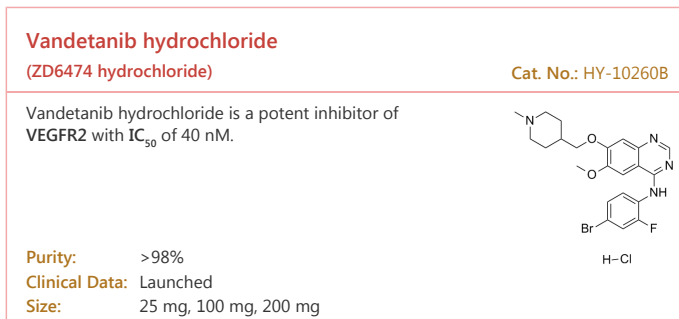 Vandetanib hydrochloride
(ZD6474 hydrochloride)
Cat. No.: HY-10260B
Vandetanib hydrochloride is a potent inhibitor of
VEGFR2 with IC50 of 40 nM.
N
O
N
N
O
NH
Br
F
H–Cl
Purity: >98%
Clinical Data: Launched
Size: 25 mg, 100 mg, 200 mg